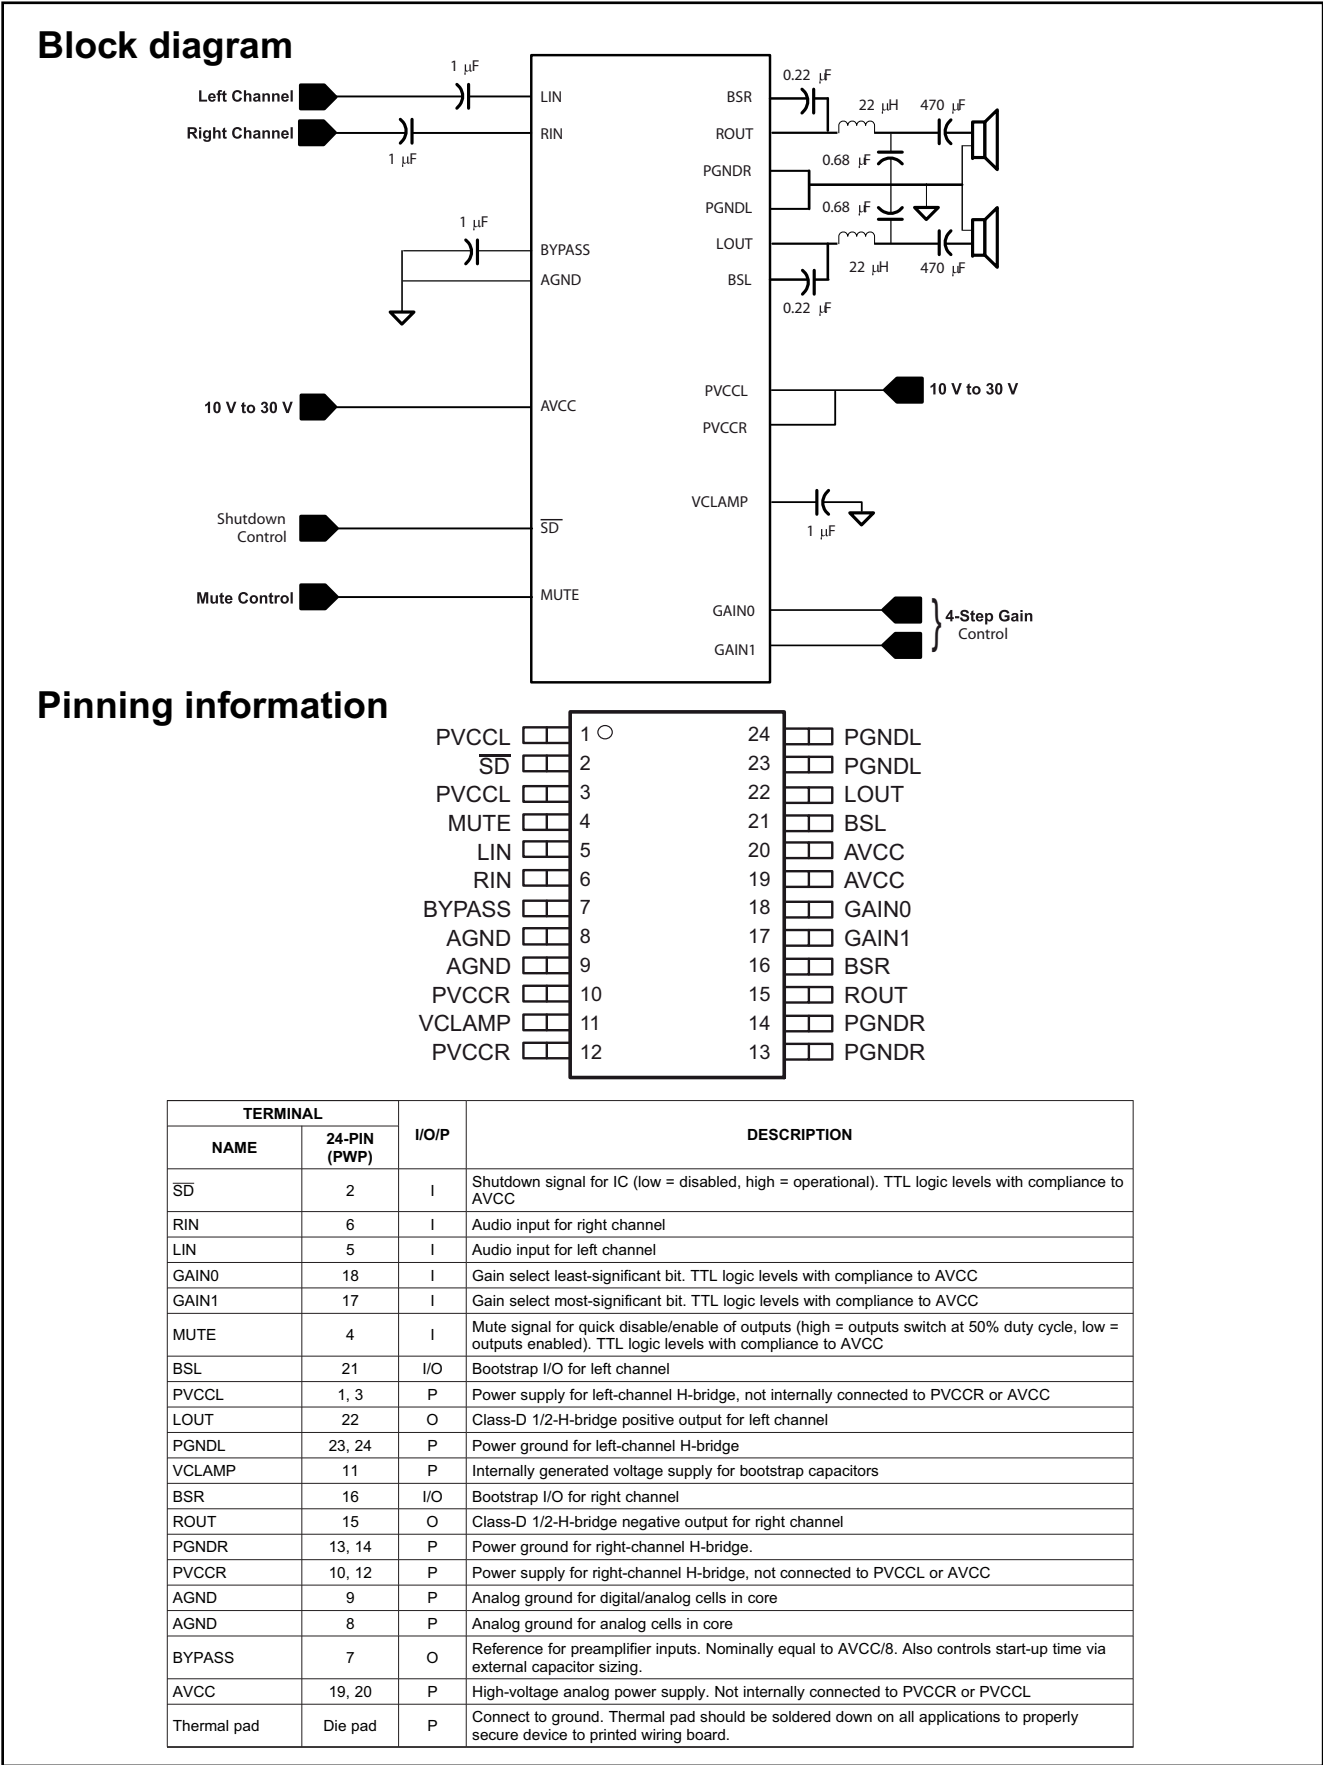 Block diagram
1 μF
Left Channel
LIN
Right Channel
RIN
1 μF
1 μF
BYPASS
AGND
10 V to 30 V
AVCC
Shutdown
Control
SD
Mute Control
MUTE
0.22 μF
BSR
22 μH
470 μF
ROUT
0.68 μF
PGNDR
PGNDL
0.68 μF
LOUT
22 μH
470 μF
BSL
0.22 μF
PVCCL
10 V to 30 V
PVCCR
VCLAMP
1 μF
GAIN0
4-Step Gain
Control
GAIN1
Pinning information
PVCCL 1 24 PGNDL
SD 2 23 PGNDL
PVCCL 3 22 LOUT
MUTE 4 21 BSL
LIN 5 20 AVCC
RIN 6 19 AVCC
BYPASS 7 18 GAIN0
AGND 8 17 GAIN1
AGND 9 16 BSR
PVCCR 10 15 ROUT
VCLAMP 11 14 PGNDR
PVCCR 12 13 PGNDR
TERMINAL
NAME
24-PIN
(PWP)
I/O/P
DESCRIPTION
SD 2 I Shutdown signal for IC (low = disabled, high = operational). TTL logic levels with compliance to
AVCC
RIN 6 I Audio input for right channel
LIN 5 I Audio input for left channel
GAIN0 18 I Gain select least-significant bit. TTL logic levels with compliance to AVCC
GAIN1 17 I Gain select most-significant bit. TTL logic levels with compliance to AVCC
MUTE 4 I Mute signal for quick disable/enable of outputs (high = outputs switch at 50% duty cycle, low =
outputs enabled). TTL logic levels with compliance to AVCC
BSL 21 I/O Bootstrap I/O for left channel
PVCCL 1, 3 P Power supply for left-channel H-bridge, not internally connected to PVCCR or AVCC
LOUT 22 O Class-D 1/2-H-bridge positive output for left channel
PGNDL 23, 24 P Power ground for left-channel H-bridge
VCLAMP 11 P Internally generated voltage supply for bootstrap capacitors
BSR 16 I/O Bootstrap I/O for right channel
ROUT 15 O Class-D 1/2-H-bridge negative output for right channel
PGNDR 13, 14 P Power ground for right-channel H-bridge.
PVCCR 10, 12 P Power supply for right-channel H-bridge, not connected to PVCCL or AVCC
AGND 9 P Analog ground for digital/analog cells in core
AGND 8 P Analog ground for analog cells in core
BYPASS 7 O Reference for preamplifier inputs. Nominally equal to AVCC/8. Also controls start-up time via
external capacitor sizing.
AVCC 19, 20 P High-voltage analog power supply. Not internally connected to PVCCR or PVCCL
Thermal pad Die pad P Connect to ground. Thermal pad should be soldered down on all applications to properly
secure device to printed wiring board.